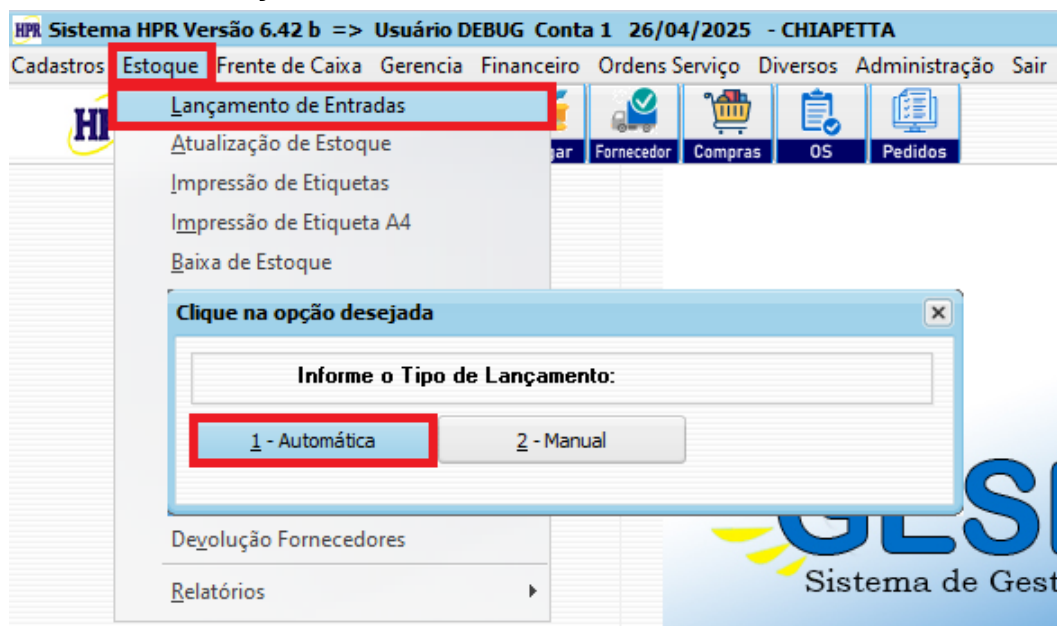 HPR Sistema HPR Versão 6.42 b => Usuário DEBUG Conta 1 26/04/2025 - CHIAPETTA
Cadastros Estoque Frente de Caixa Gerencia Financeiro Ordens Serviço Diversos Administração Sair
Lançamento de Entradas
Atualização de Estoque
Fornecedor Compras OS Pedidos
Impressão de Etiquetas
Impressão de Etiqueta A4
Baixa de Estoque
Clique na opção desejada
Informe o Tipo de Lançamento:
1 - Automática 2 - Manual
Devolução Fornecedores
Relatórios
Sistema de Gest